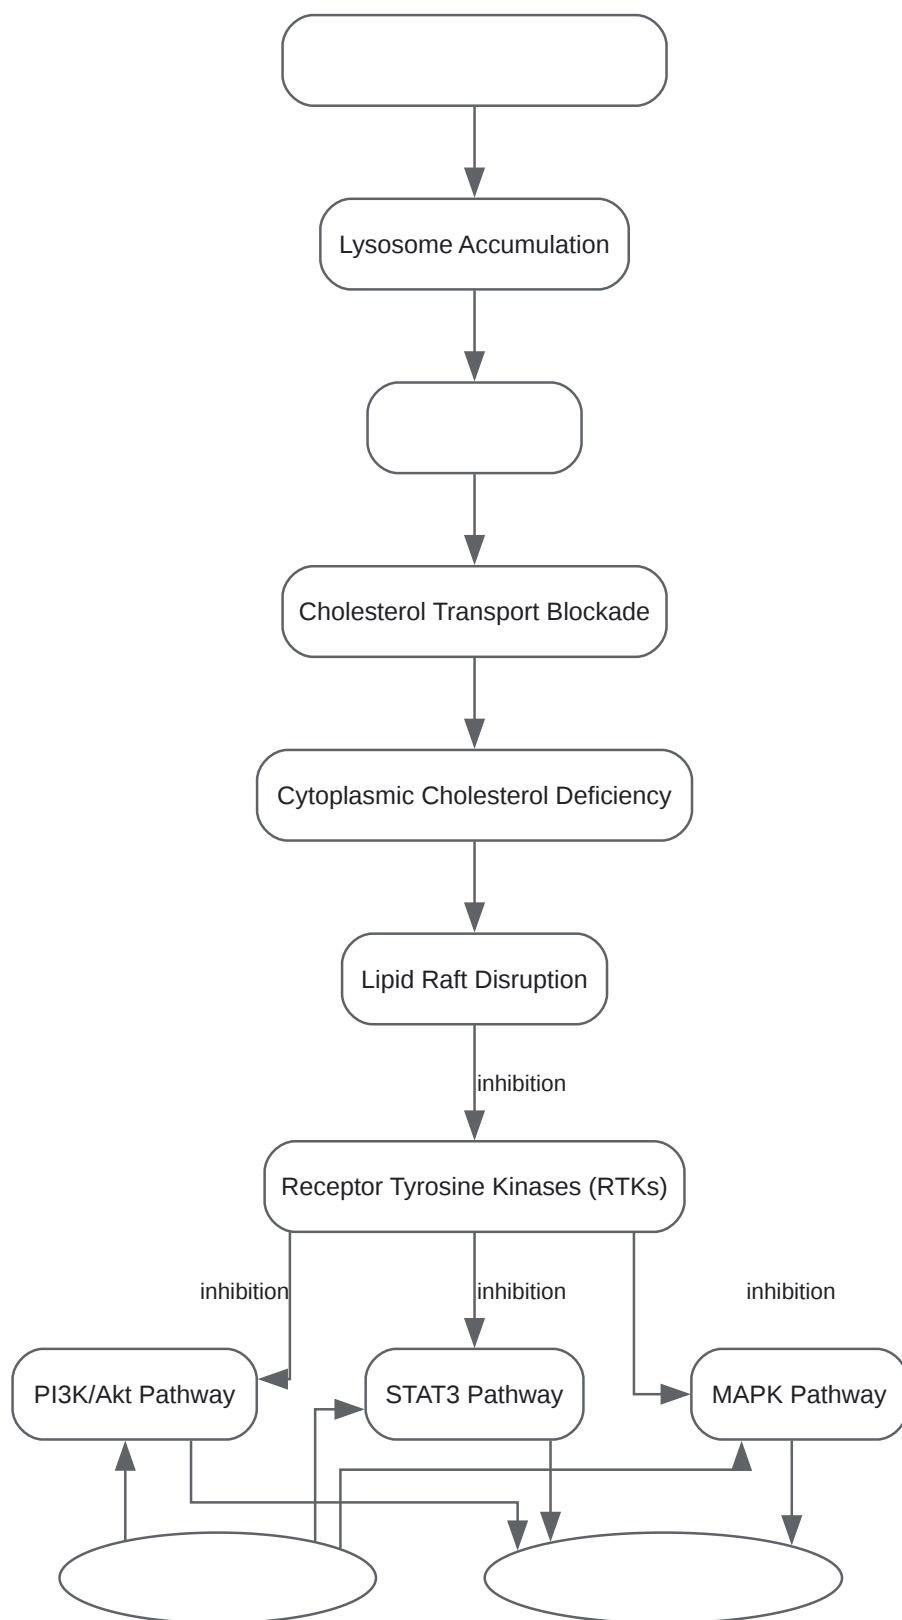 Lysosome Accumulation
Cholesterol Transport Blockade
Cytoplasmic Cholesterol Deficiency
Lipid Raft Disruption
inhibition
Receptor Tyrosine Kinases (RTKs)
inhibition
inhibition
inhibition
PI3K/Akt Pathway
STAT3 Pathway
MAPK Pathway